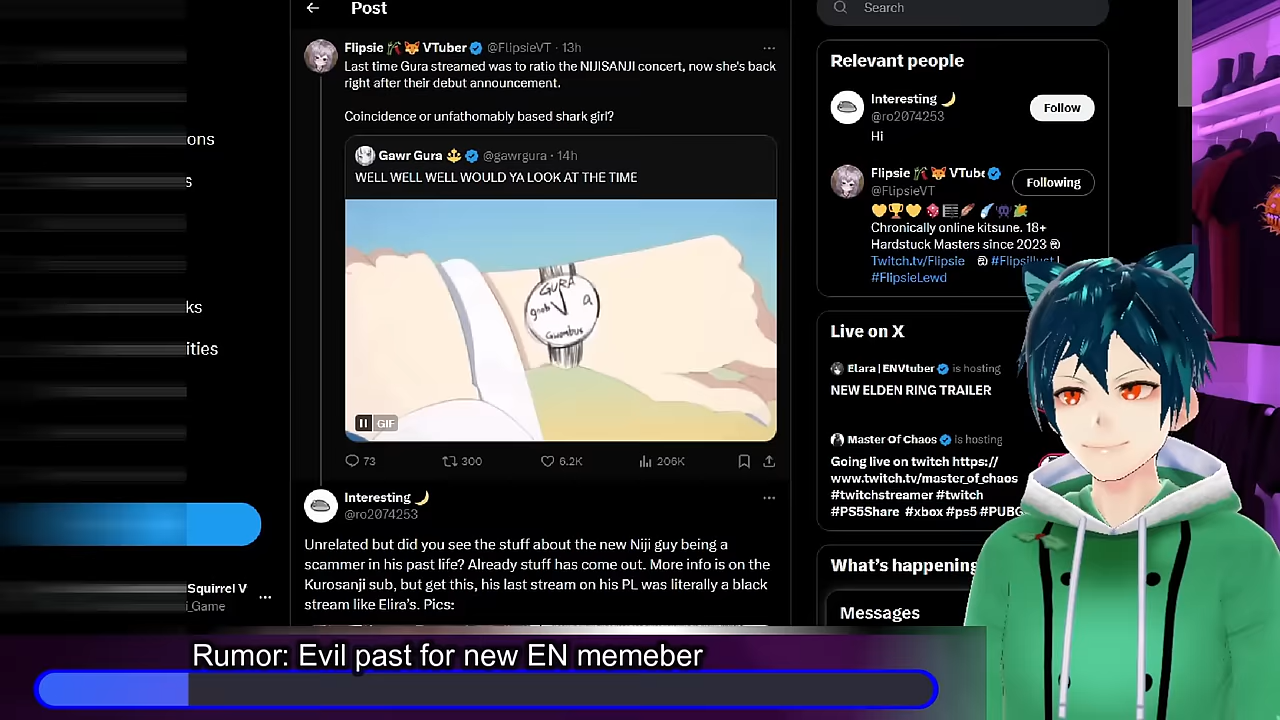 Post
Search
Flipsie VTuber @FlipsieVT · 13h
Last time Gura streamed was to ratio the NIJISANJI concert, now she's back
right after their debut announcement.
Coincidence or unfathomably based shark girl?
Gawr Gura @gawrgura · 14h
WELL WELL WELL WOULD YA LOOK AT THE TIME
GURA
a
Gwombus
GIF
73
300
6.2K
206K
Interesting
@ro2074253
Unrelated but did you see the stuff about the new Niji guy being a
scammer in his past life? Already stuff has come out. More info is on the
Kurosanji sub, but get this, his last stream on his PL was literally a black
stream like Elira's. Pics:
ons
s
ks
ities
Squirrel V
i_Game
Relevant people
Interesting
@ro2074253
Follow
Hi
Flipsie VTube
@FlipsieVT
Following
Chronically online kitsune. 18+
Hardstuck Masters since 2023
Twitch.tv/Flipsie #Flipsillust |
#FlipsieLewd
Live on X
Elara | ENVtuber is hosting
NEW ELDEN RING TRAILER
Master Of Chaos is hosting
Going live on twitch https://
www.twitch.tv/master_of_chaos
#twitchstreamer #twitch
#PS5Share #xbox #ps5 #PUBG
What's happening
Messages
Rumor: Evil past for new EN memeber